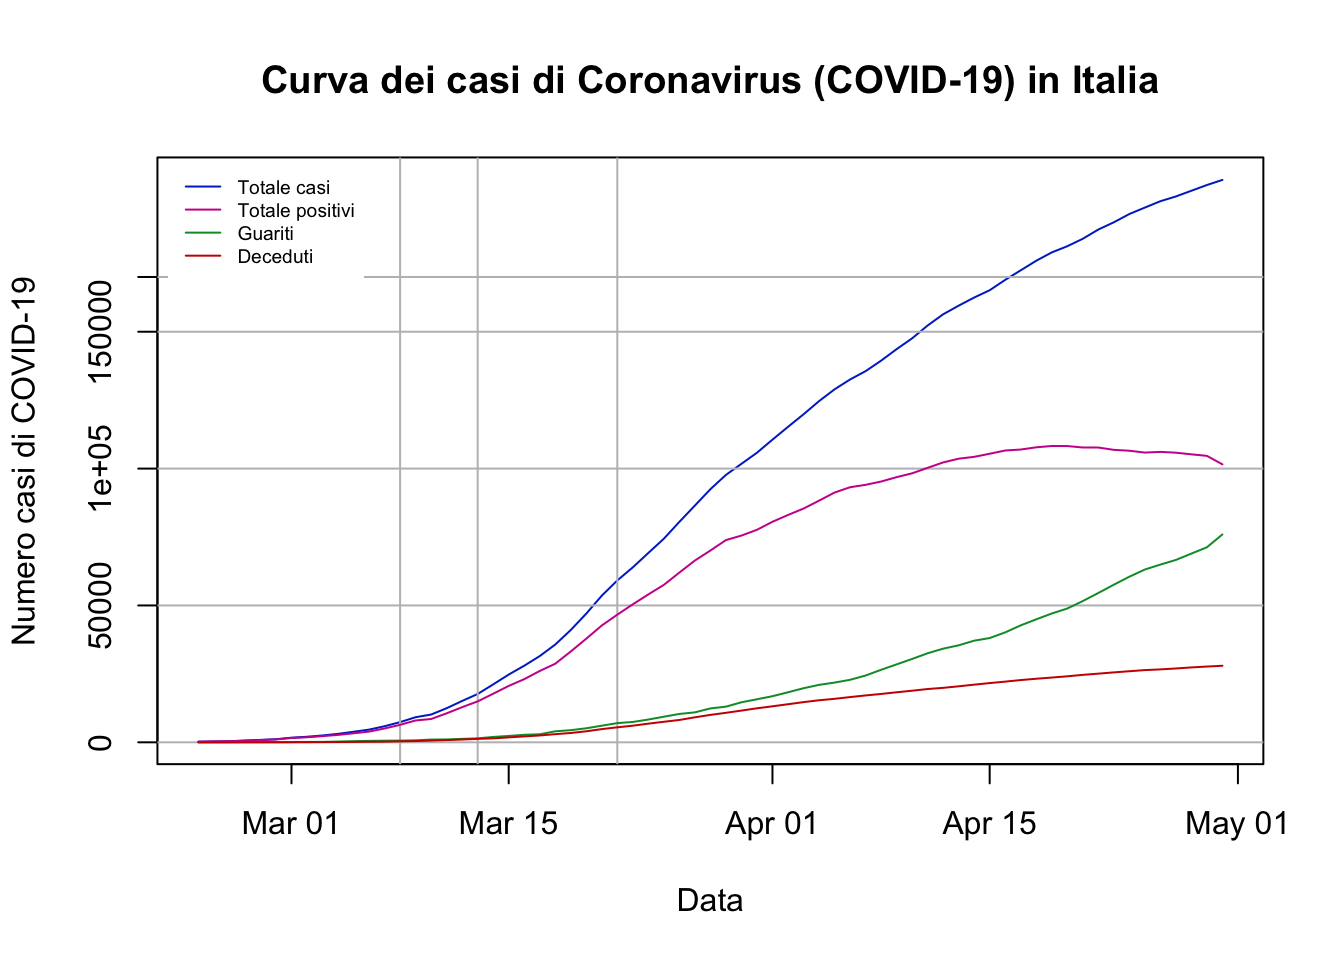 Curva dei casi di Coronavirus (COVID-19) in Italia
Totale casi
Totale positivi
Guariti
Deceduti
Numero casi di COVID-19
150000
1e+05
50000
0
Mar 01
Mar 15
Apr 01
Apr 15
May 01
Data